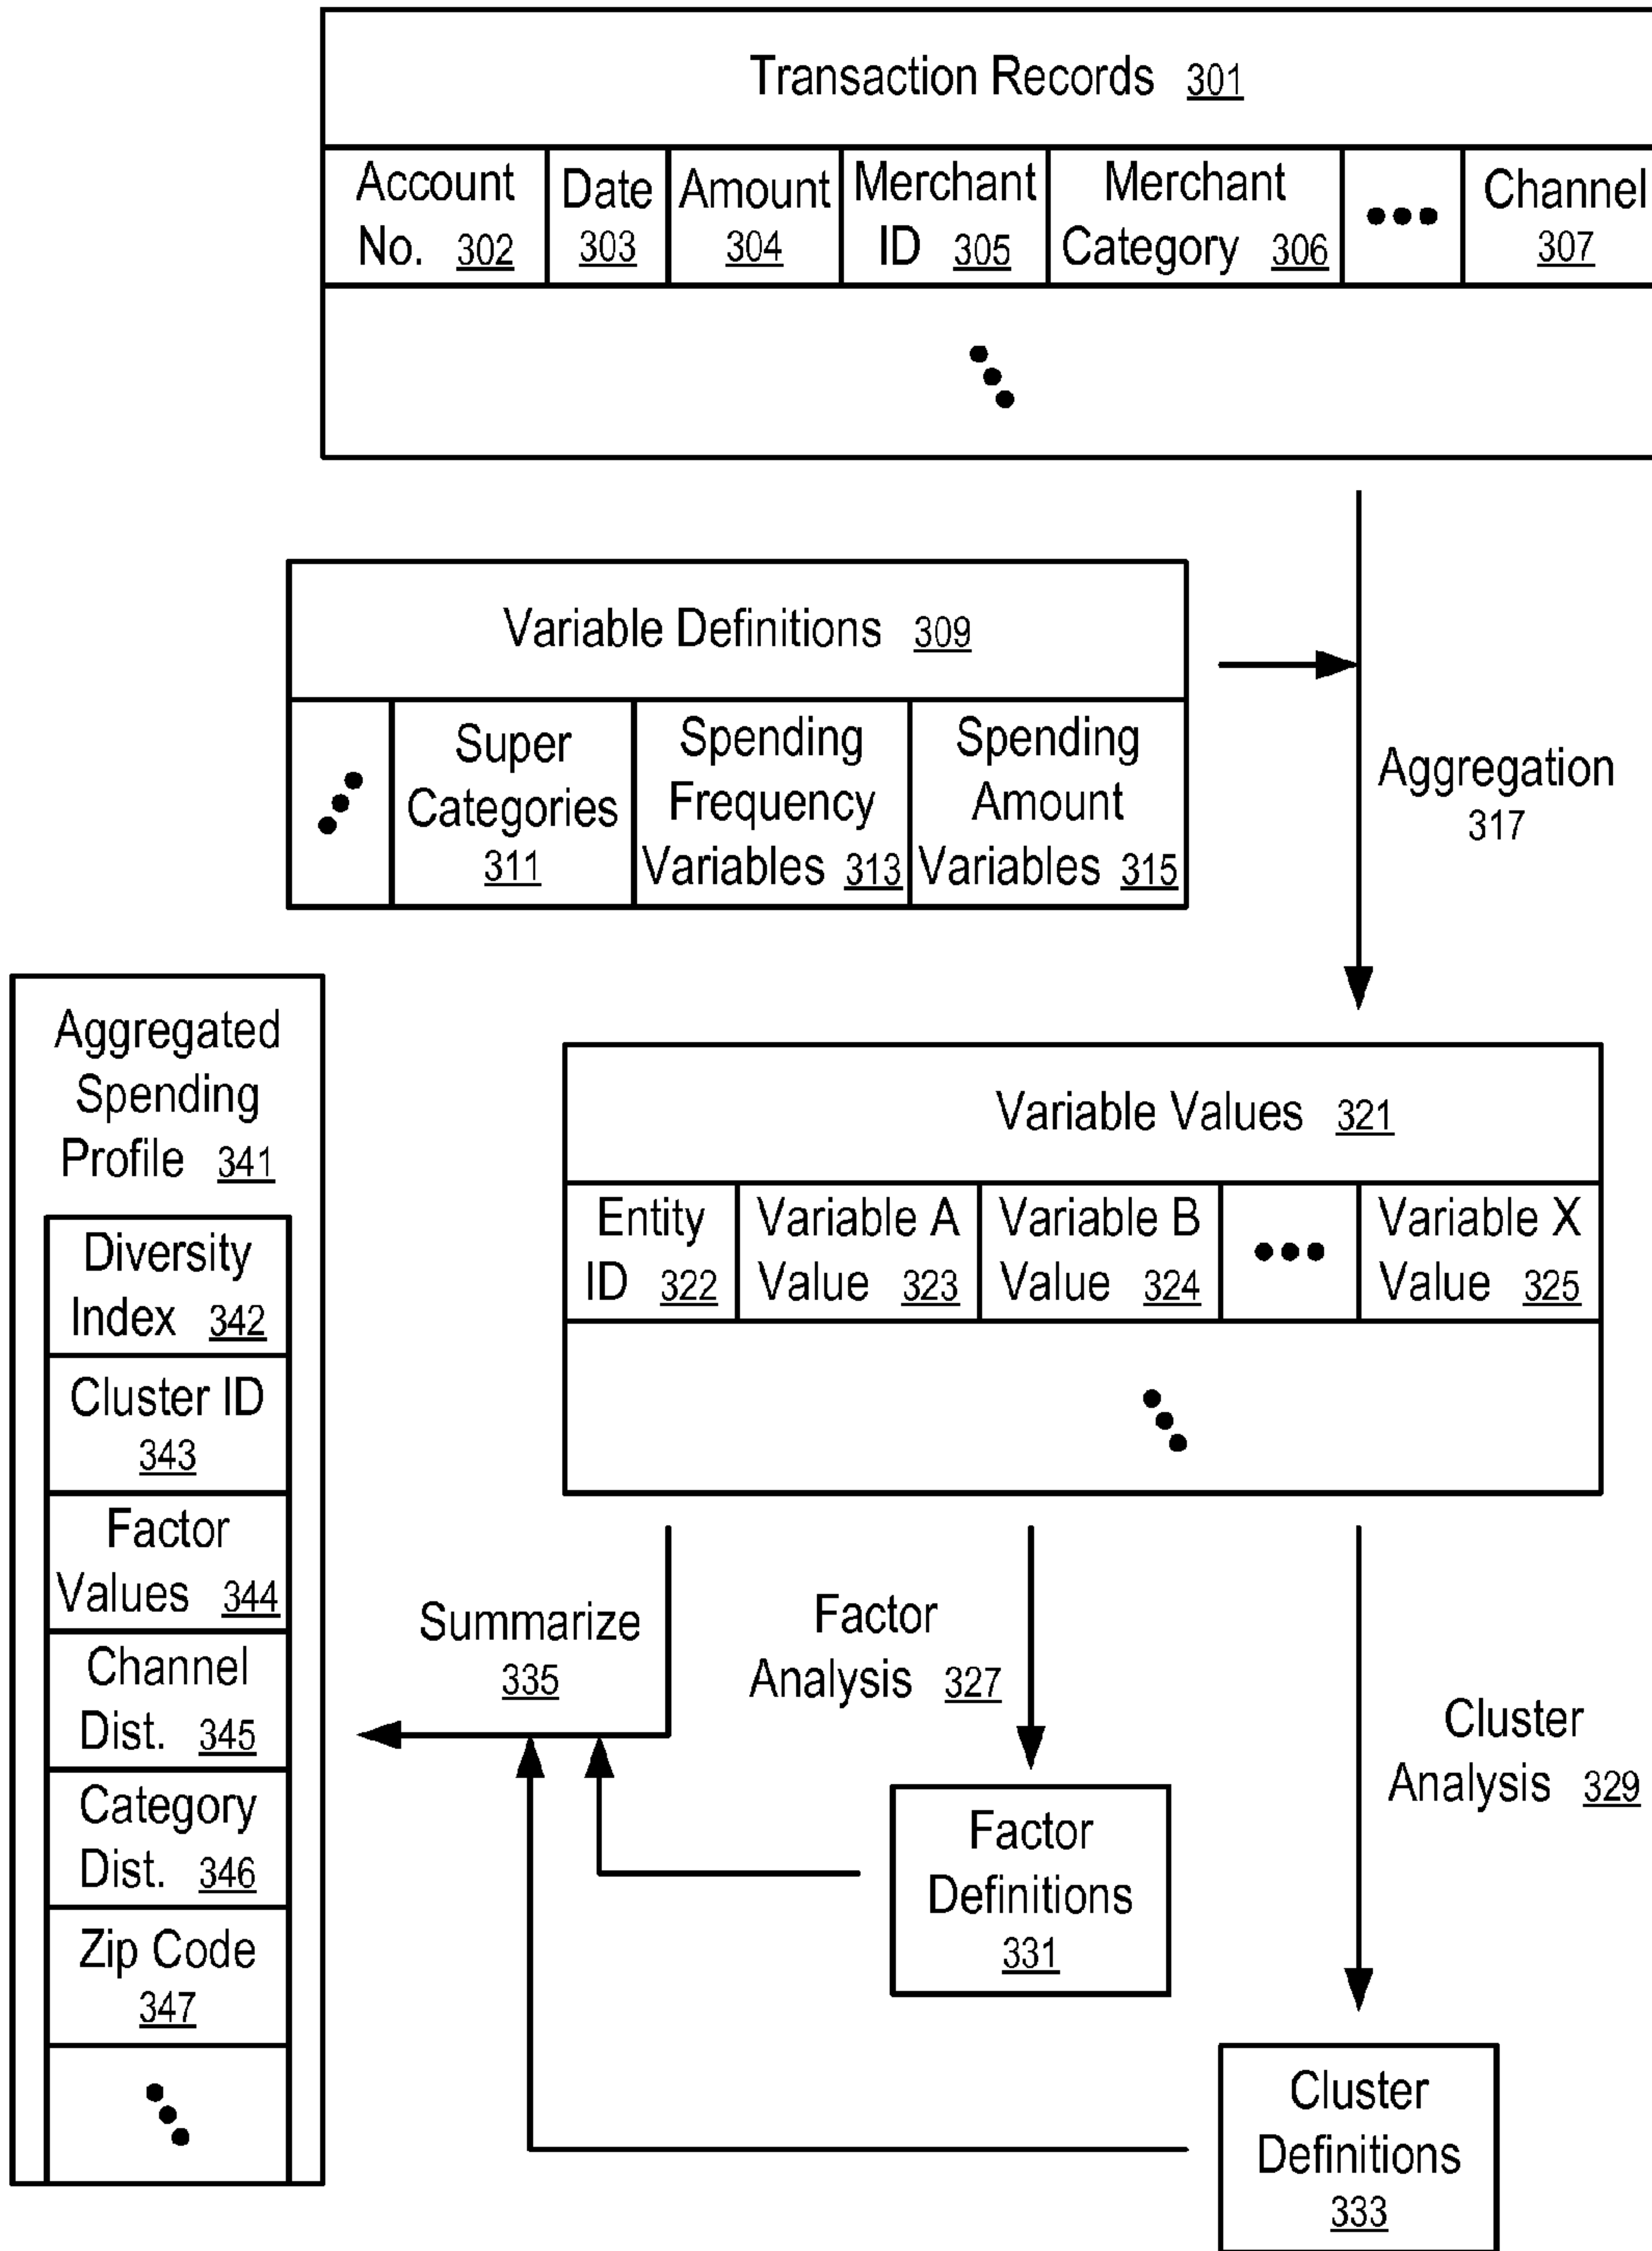 Transaction Records 301
Account
No. 302
Date
303
Amount
304
Merchant
ID 305
Merchant
Category 306
Channel
307
Variable Definitions 309
Super
Categories
311
Spending
Frequency
Variables 313
Spending
Amount
Variables 315
Aggregation
317
Aggregated
Spending
Profile 341
Diversity
Index 342
Cluster ID
343
Factor
Values 344
Channel
Dist. 345
Category
Dist. 346
Zip Code
347
Variable Values 321
Entity
ID 322
Variable A
Value 323
Variable B
Value 324
Variable X
Value 325
Summarize
335
Factor
Analysis 327
Cluster
Analysis 329
Factor
Definitions
331
Cluster
Definitions
333